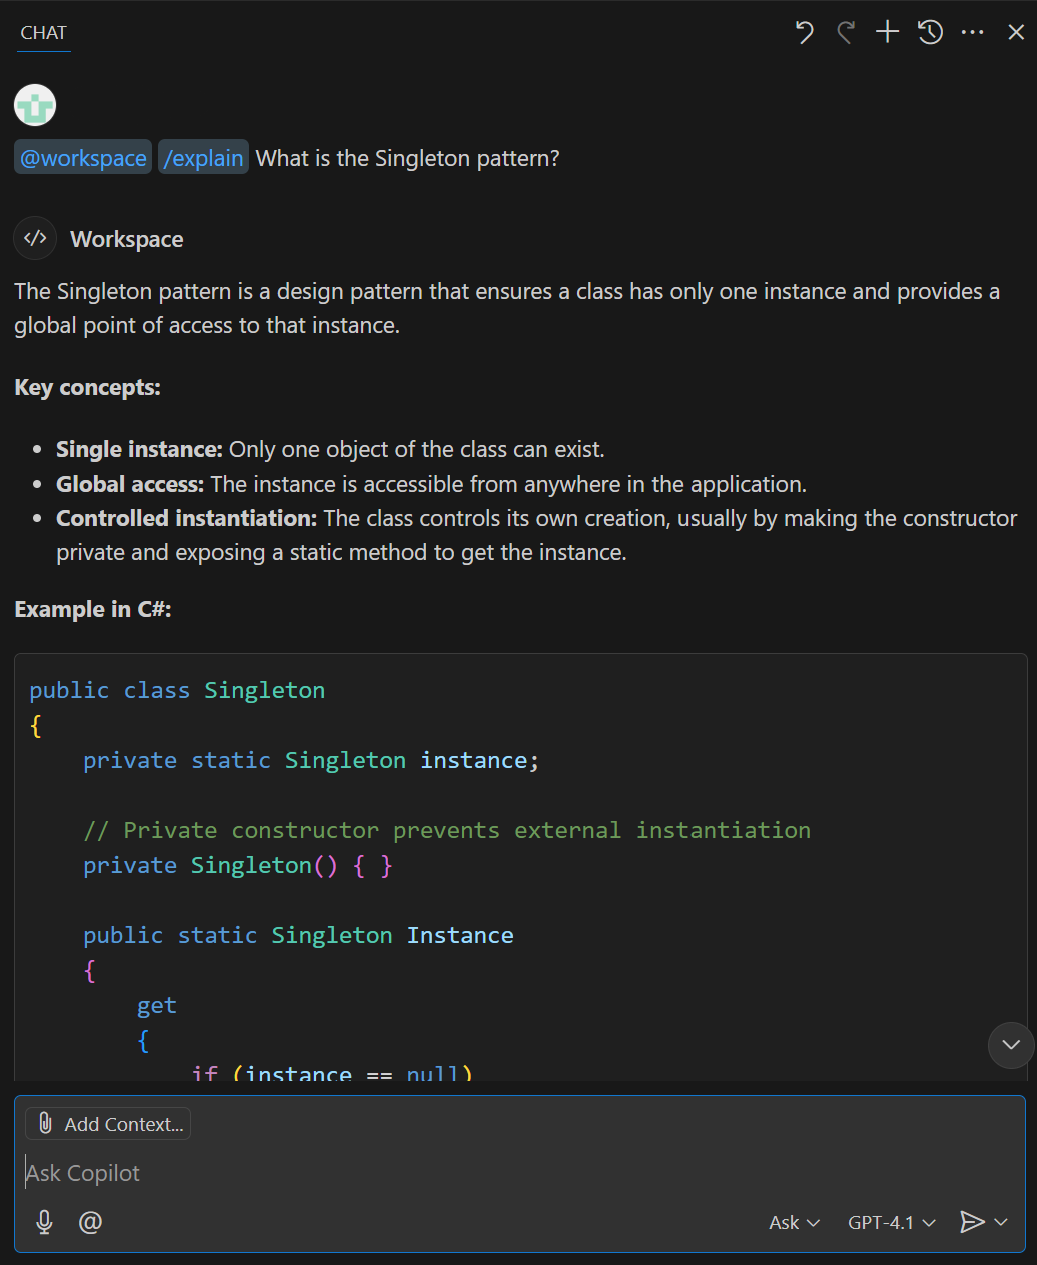 CHAT
@workspace /explain What is the Singleton pattern?
</> Workspace
The Singleton pattern is a design pattern that ensures a class has only one instance and provides a
global point of access to that instance.
Key concepts:
• Single instance: Only one object of the class can exist.
• Global access: The instance is accessible from anywhere in the application.
• Controlled instantiation: The class controls its own creation, usually by making the constructor
private and exposing a static method to get the instance.
Example in C#:
public class Singleton
{
    private static Singleton instance;
    // Private constructor prevents external instantiation
    private Singleton() { }
    public static Singleton Instance
    {
        get
        {
            if (instance == null)
Add Context...
Ask Copilot
@ Ask GPT-4.1